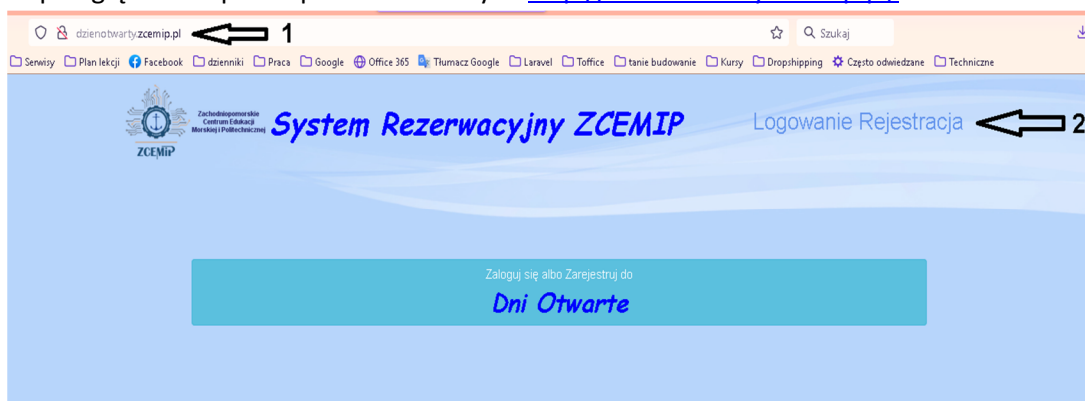 dzienotwarty.zcemip.pl 1 Szukaj
Serwisy Plan lekcji Facebook dzienniki Praca Google Office 365 Tłumacz Google Laravel Toffice tanie budowanie Kursy Dropshipping Często odwiedzane Techniczne
Zachodniopomorskie
Centrum Edukacji
Morskiej i Politechnicznej
ZCEMiP
System Rezerwacyjny ZCEMIP
Logowanie Rejestracja 2
Zaloguj się albo Zarejestruj do
Dni Otwarte